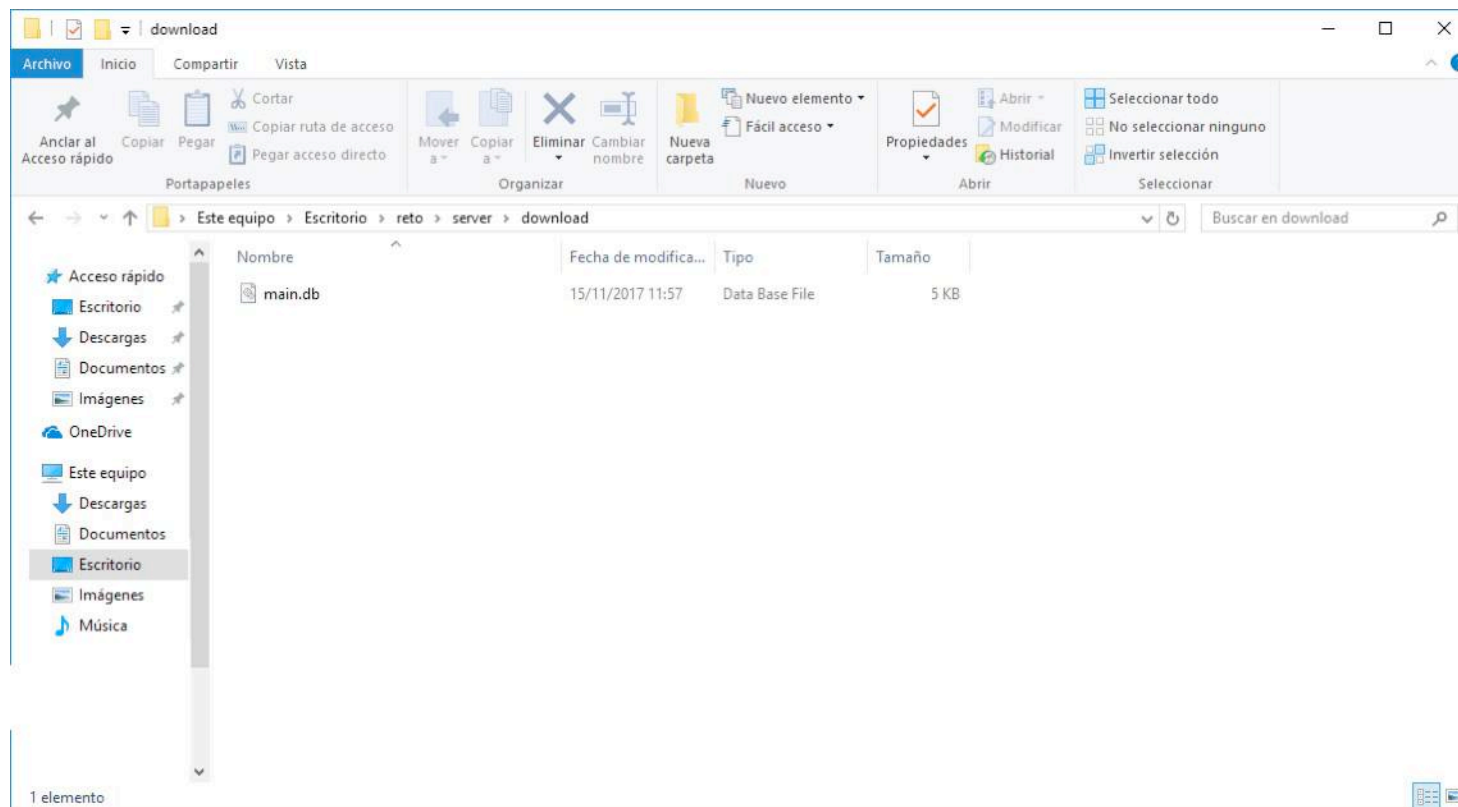 download
Archivo Inicio Compartir Vista
Anclar al Acceso rápido
Copiar
Pegar
Cortar
Copiar ruta de acceso
Pegar acceso directo
Portapapeles
Mover a
Copiar a
Eliminar
Cambiar nombre
Organizar
Nueva carpeta
Nuevo elemento
Fácil acceso
Nuevo
Propiedades
Abrir
Modificar
Historial
Abrir
Seleccionar todo
No seleccionar ninguno
Invertir selección
Seleccionar
Este equipo > Escritorio > reto > server > download
Buscar en download
Nombre Fecha de modifica... Tipo Tamaño
main.db 15/11/2017 11:57 Data Base File 5 KB
Acceso rápido
Escritorio
Descargas
Documentos
Imágenes
OneDrive
Este equipo
Descargas
Documentos
Escritorio
Imágenes
Música
1 elemento